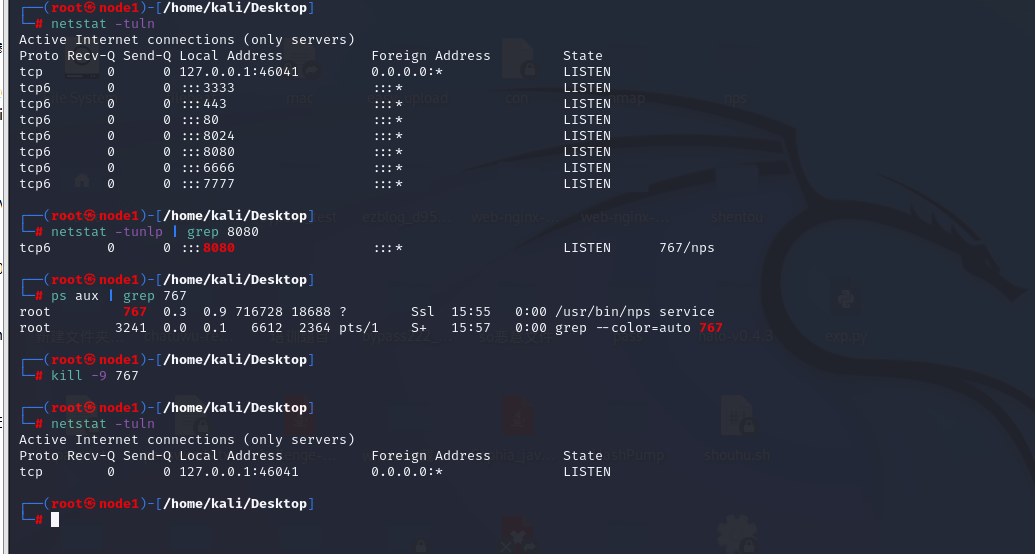 ┌──(root㉿node1)-[/home/kali/Desktop]
└─# netstat -tuln
Active Internet connections (only servers)
Proto Recv-Q Send-Q Local Address           Foreign Address         State
tcp        0      0 127.0.0.1:46041         0.0.0.0:*               LISTEN
tcp6       0      0 :::3333                 :::*                    LISTEN
tcp6       0      0 :::443                  :::*                    LISTEN
tcp6       0      0 :::80                   :::*                    LISTEN
tcp6       0      0 :::8024                 :::*                    LISTEN
tcp6       0      0 :::8080                 :::*                    LISTEN
tcp6       0      0 :::6666                 :::*                    LISTEN
tcp6       0      0 :::7777                 :::*                    LISTEN
┌──(root㉿node1)-[/home/kali/Desktop]
└─# netstat -tunlp | grep 8080
tcp6       0      0 :::8080                 :::*                    LISTEN      767/nps
┌──(root㉿node1)-[/home/kali/Desktop]
└─# ps aux | grep 767
root         767  0.3  0.9 716728 18688 ?        Ssl  15:55   0:00 /usr/bin/nps service
root        3241  0.0  0.1   6612  2364 pts/1    S+   15:57   0:00 grep --color=auto 767
┌──(root㉿node1)-[/home/kali/Desktop]
└─# kill -9 767
┌──(root㉿node1)-[/home/kali/Desktop]
└─# netstat -tuln
Active Internet connections (only servers)
Proto Recv-Q Send-Q Local Address           Foreign Address         State
tcp        0      0 127.0.0.1:46041         0.0.0.0:*               LISTEN
┌──(root㉿node1)-[/home/kali/Desktop]
└─#